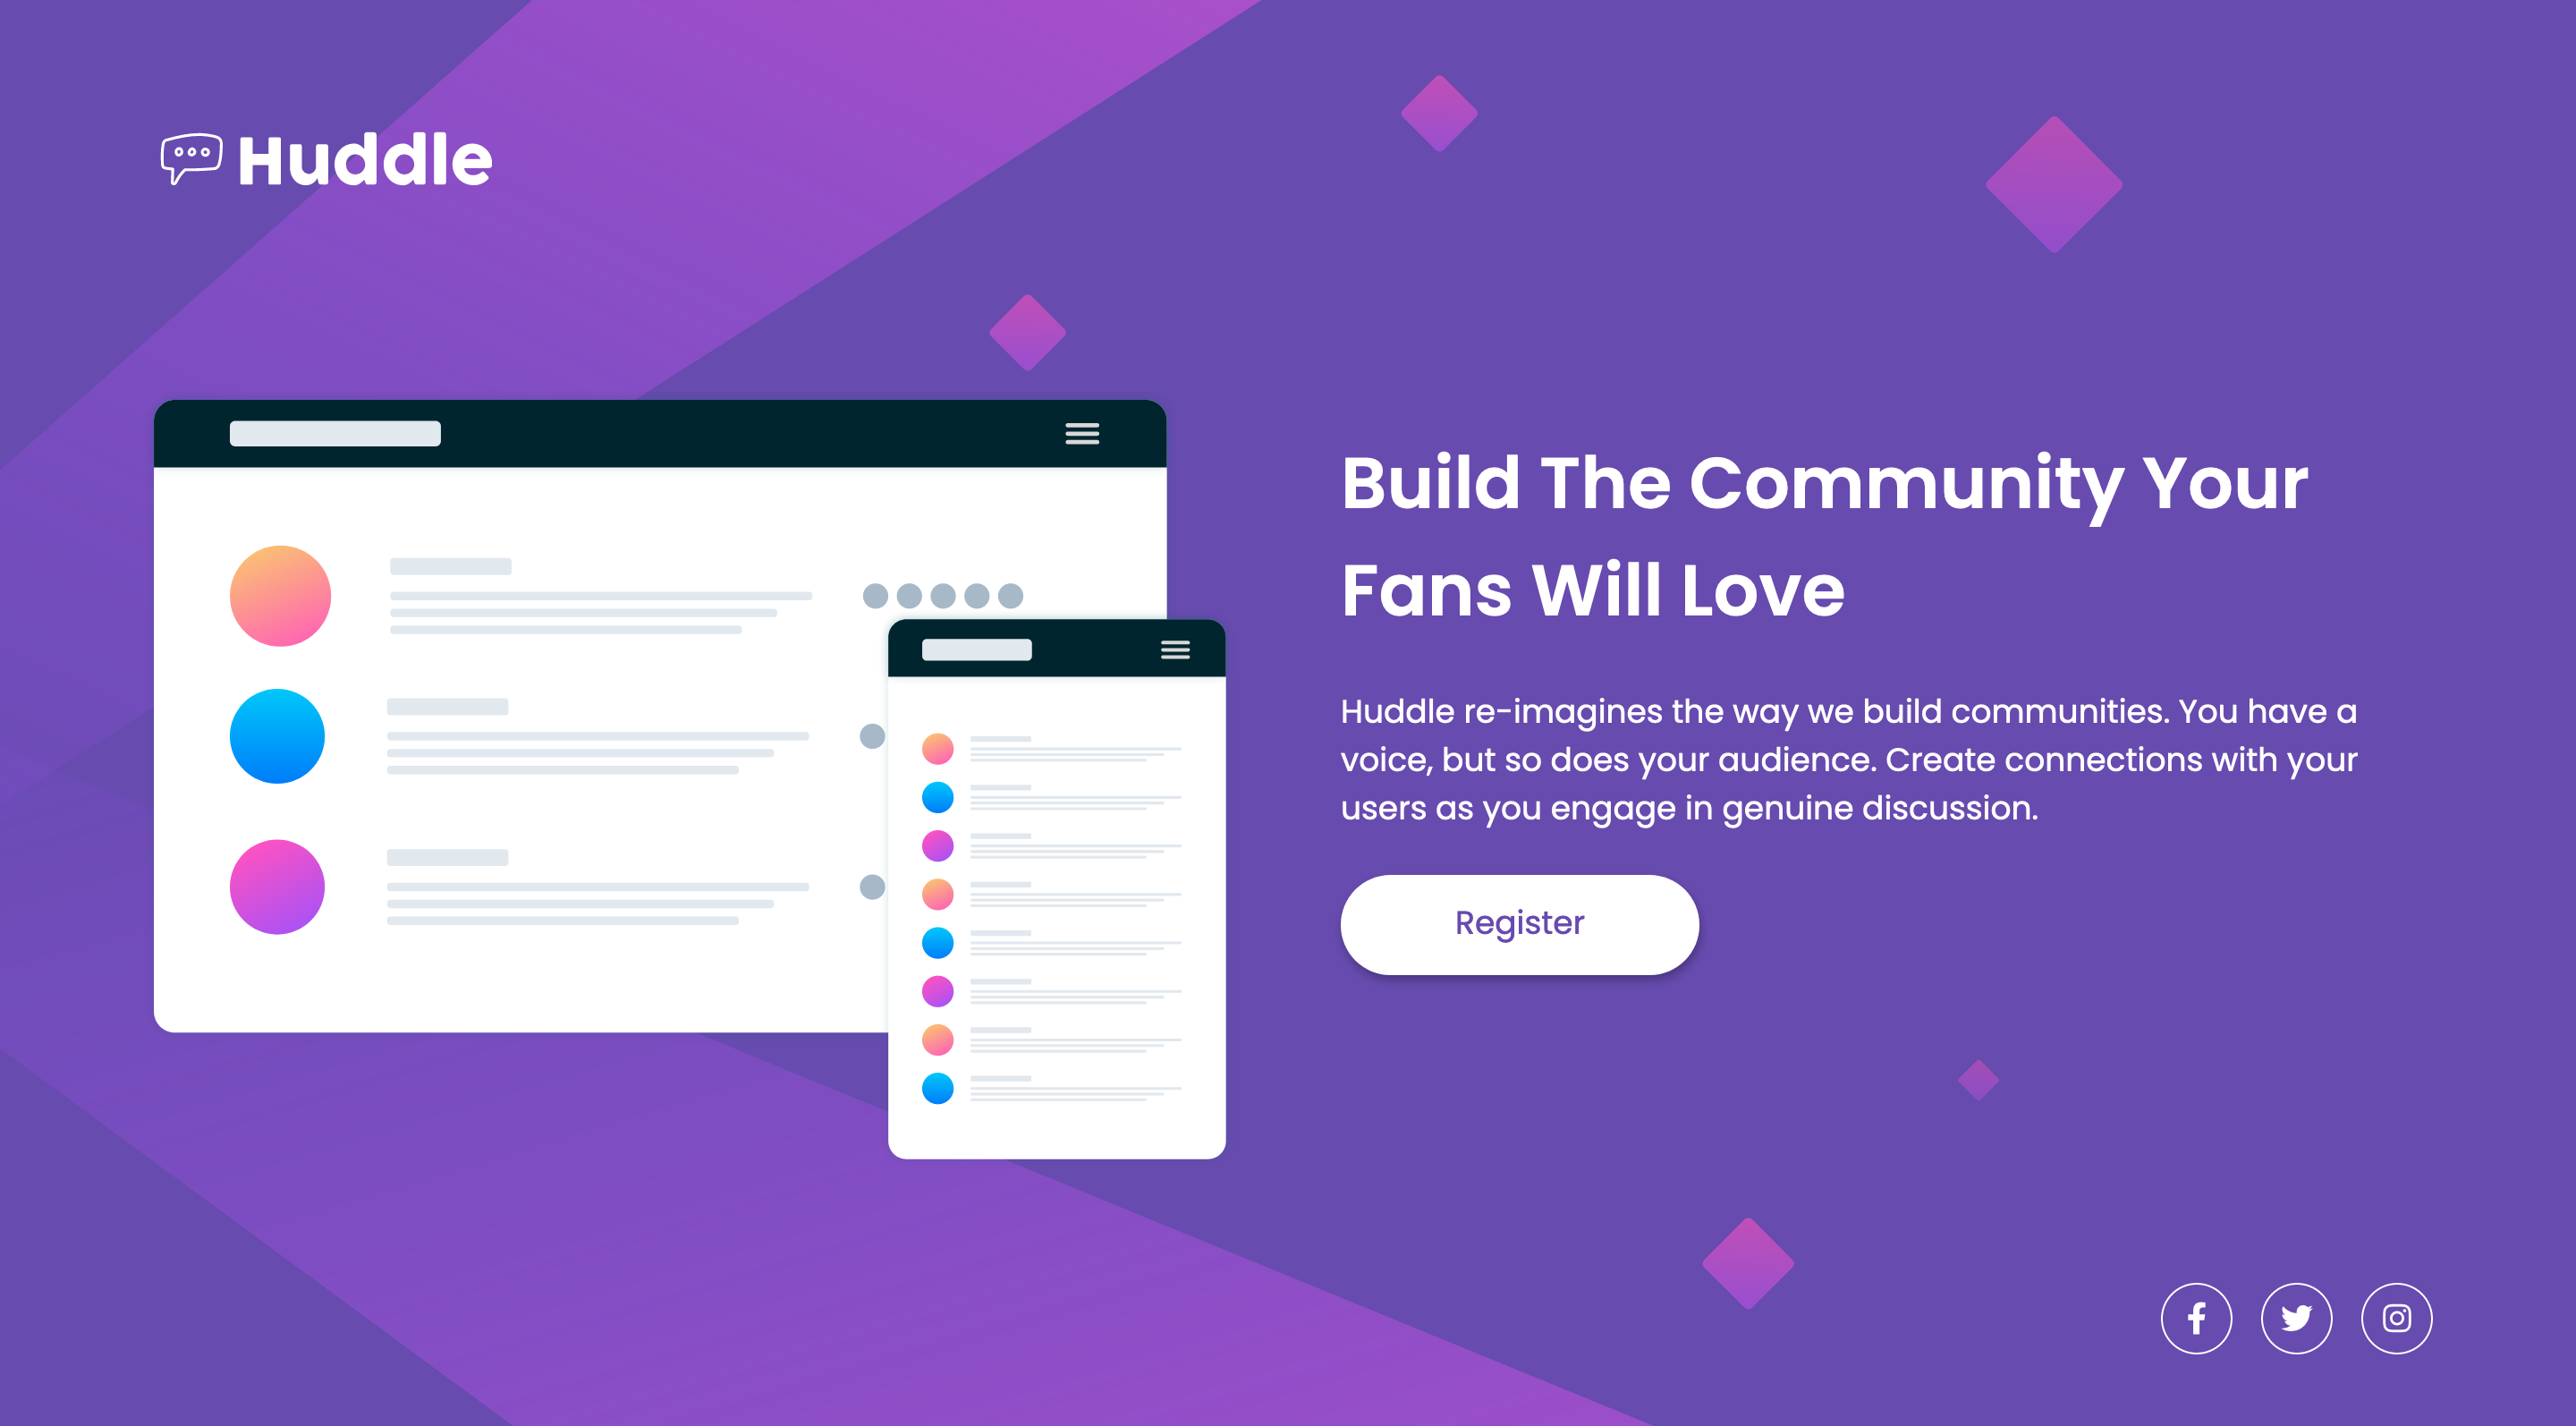 Huddle
Build The Community Your
Fans Will Love
Huddle re-imagines the way we build communities. You have a
voice, but so does your audience. Create connections with your
users as you engage in genuine discussion.
Register